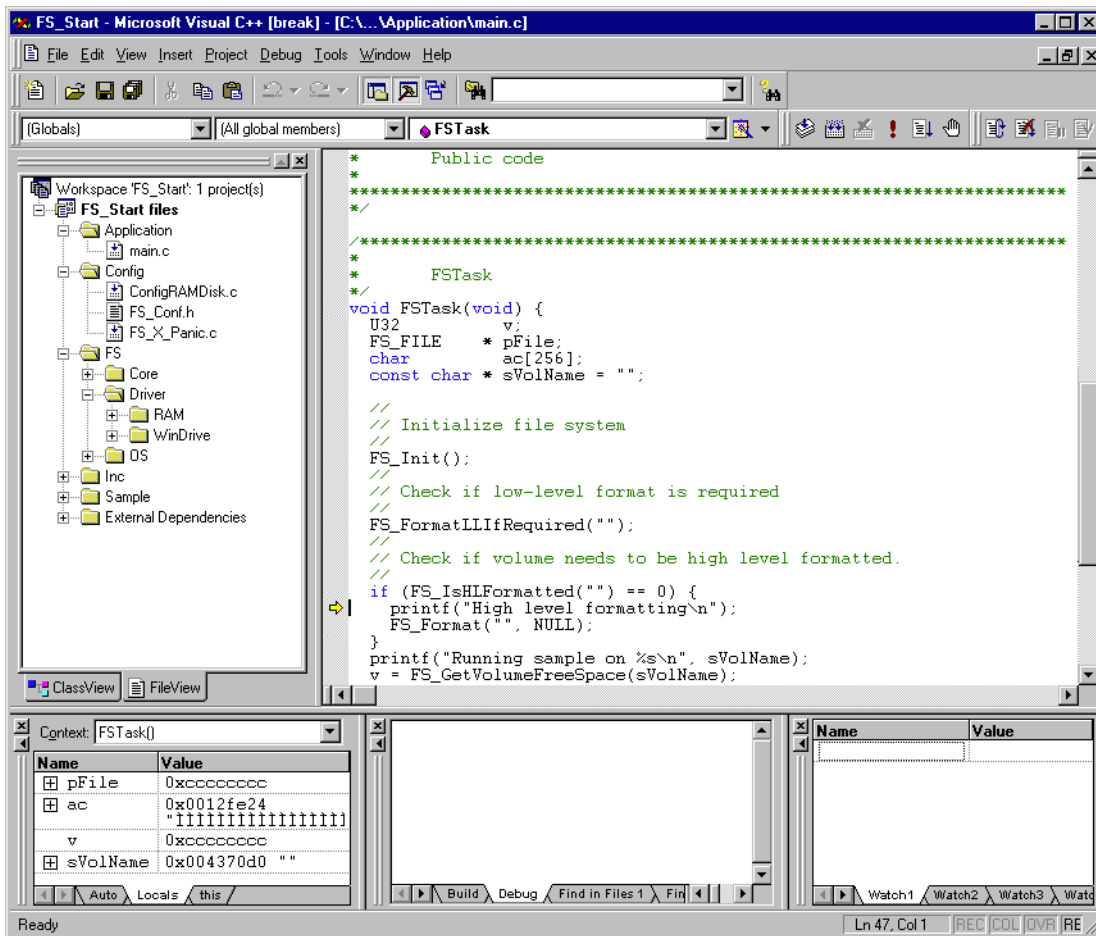 FS_Start - Microsoft Visual C++ [break] - [C:\...\Application\main.c]
File Edit View Insert Project Debug Tools Window Help
(Globals) (All global members) FSTask
Workspace 'FS_Start': 1 project(s)
FS_Start files
Application
main.c
Config
ConfigRAMDisk.c
FS_Conf.h
FS_X_Panic.c
FS
Core
Driver
RAM
WinDrive
OS
Inc
Sample
External Dependencies
ClassView FileView
*       Public code
*
**********************************************************************
*/
/*********************************************************************
*
*       FSTask
*/
void FSTask(void) {
  U32          v;
  FS_FILE    * pFile;
  char         ac[256];
  const char * sVolName = "";
  //
  // Initialize file system
  //
  FS_Init();
  //
  // Check if low-level format is required
  //
  FS_FormatLLIfRequired("");
  //
  // Check if volume needs to be high level formatted.
  //
  if (FS_IsHLFormatted("") == 0) {
    printf("High level formatting\n");
    FS_Format("", NULL);
  }
  printf("Running sample on %s\n", sVolName);
  v = FS_GetVolumeFreeSpace(sVolName);
Context: FSTask()
Name Value
pFile 0xcccccccc
ac 0x0012fe24
"ÌÌÌÌÌÌÌÌÌÌÌÌÌÌÌÌÌ
v 0xcccccccc
sVolName 0x004370d0 ""
Auto Locals this
Build Debug Find in Files 1 Fin
Name Value
Watch1 Watch2 Watch3 Watc
Ready
Ln 47, Col 1 REC COL OVR RE